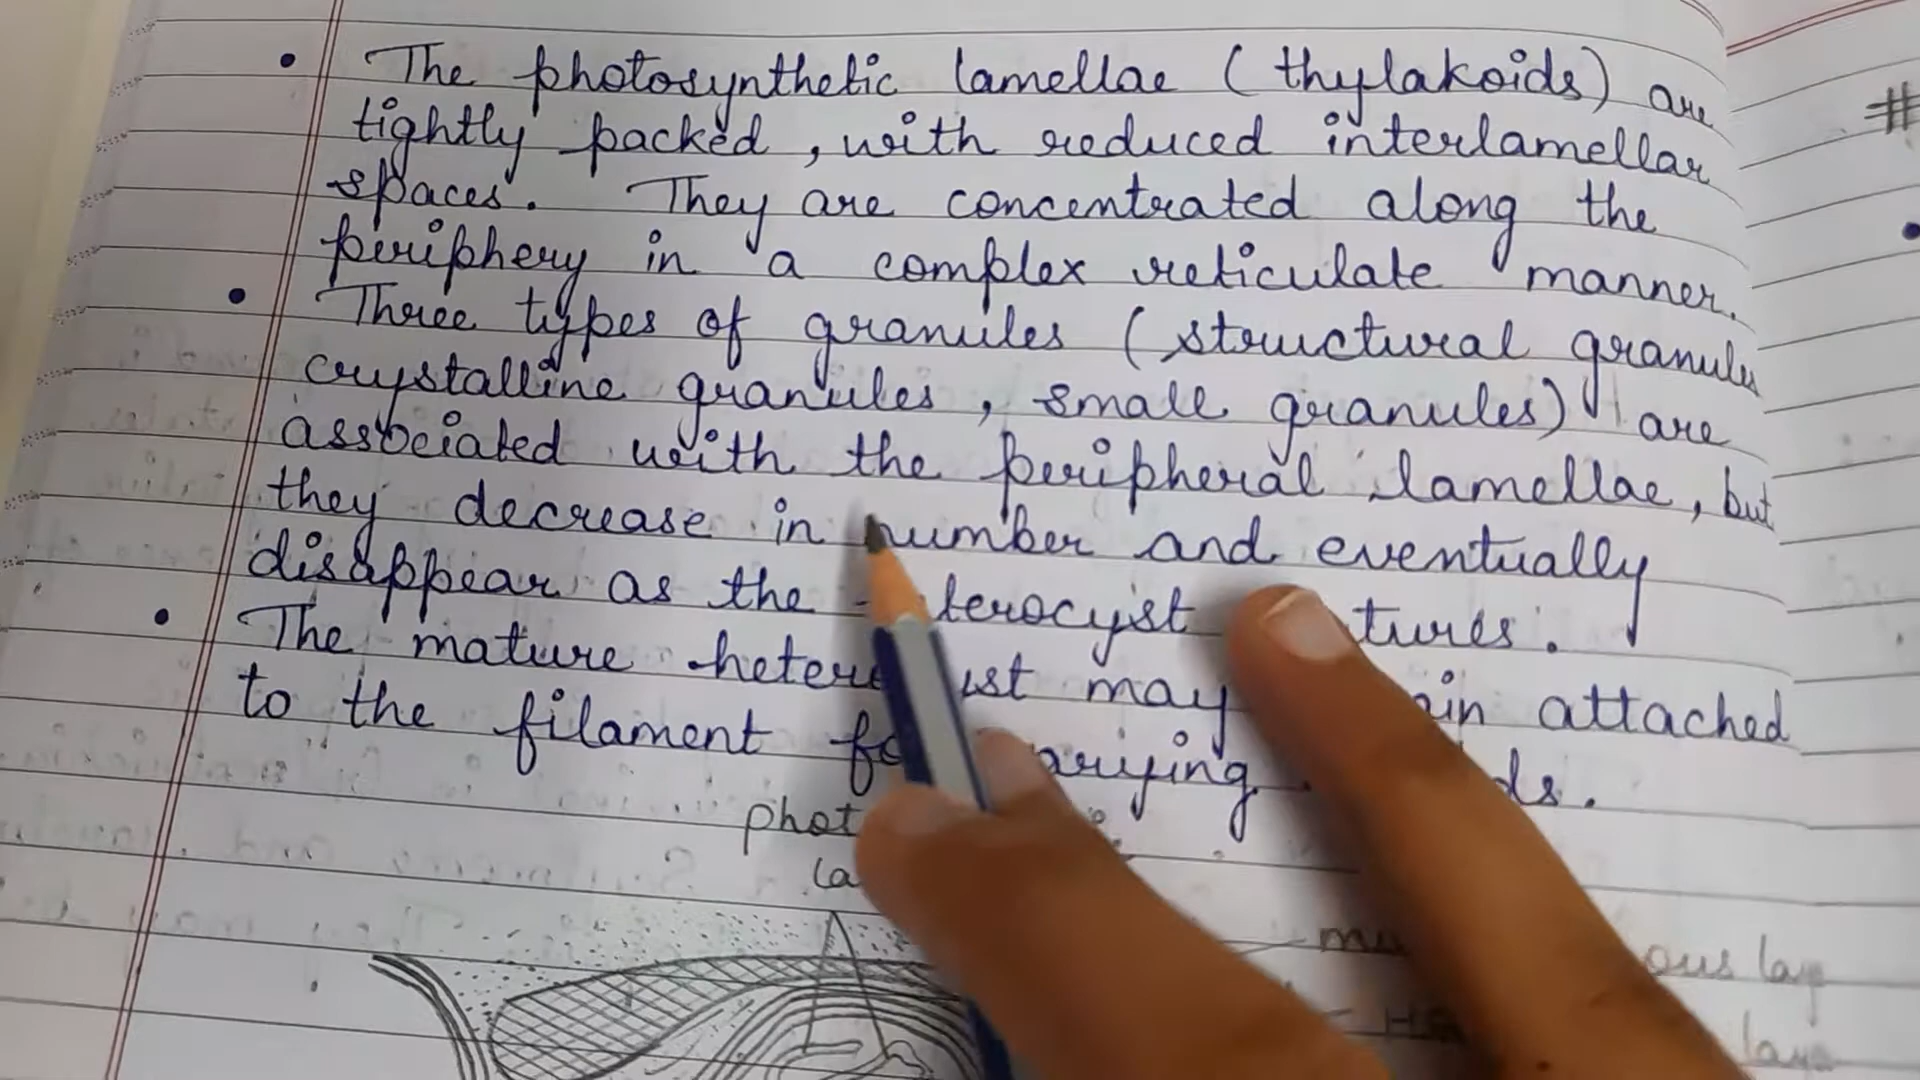 #
• The photosynthetic lamellae (thylakoids) are
tightly packed, with reduced interlamellar
spaces. They are concentrated along the
periphery in a complex reticulate manner.
• Three types of granules (structural granules
crystalline granules, small granules) are
associated with the peripheral lamellae, but
they decrease in number and eventually
disappear as the
• The mature may attached
to the filament